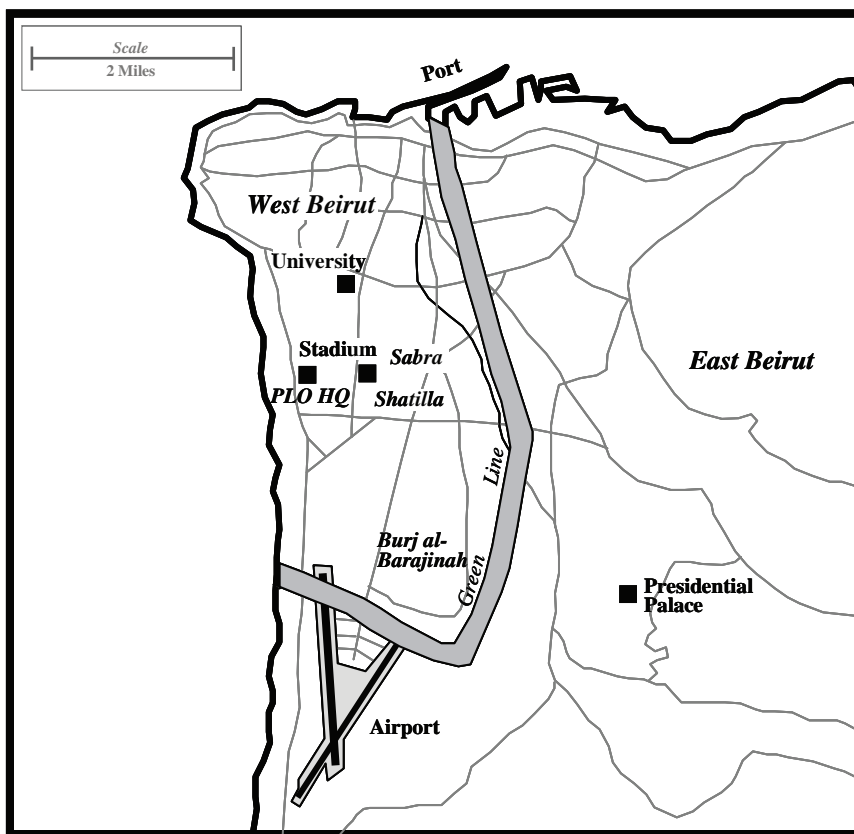 Scale
2 Miles
Port
West Beirut
University
Stadium
Sabra
East Beirut
PLO HQ
Shatilla
Line
Burj al-
Barajinah
Green
Presidential
Palace
Airport